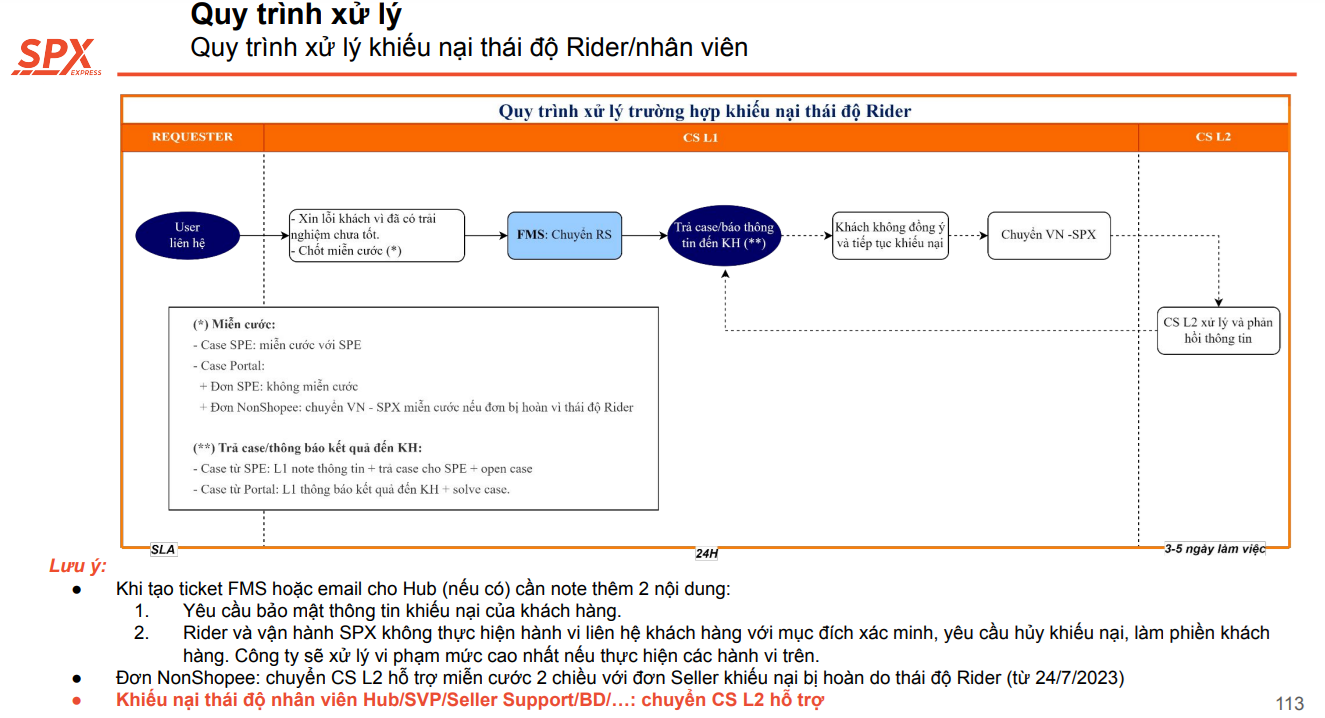 Quy trình xử lý
Quy trình xử lý khiếu nại thái độ Rider/nhân viên
SPX
EXPRESS
Quy trình xử lý trường hợp khiếu nại thái độ Rider
REQUESTER
CS L1
CS L2
User
liên hệ
- Xin lỗi khách vì đã có trải
nghiệm chưa tốt.
- Chốt miễn cước (*)
FMS: Chuyển RS
Trả case/báo thông
tin đến KH (**)
Khách không đồng ý
và tiếp tục khiếu nại
Chuyển VN -SPX
CS L2 xử lý và phản
hồi thông tin
(*) Miễn cước:
- Case SPE: miễn cước với SPE
- Case Portal:
+ Đơn SPE: không miễn cước
+ Đơn NonShopee: chuyển VN - SPX miễn cước nếu đơn bị hoàn vì thái độ Rider
(**) Trả case/thông báo kết quả đến KH:
- Case từ SPE: L1 note thông tin + trả case cho SPE + open case
- Case từ Portal: L1 thông báo kết quả đến KH + solve case.
SLA
24H
3-5 ngày làm việc
Lưu ý:
● Khi tạo ticket FMS hoặc email cho Hub (nếu có) cần note thêm 2 nội dung:
1. Yêu cầu bảo mật thông tin khiếu nại của khách hàng.
2. Rider và vận hành SPX không thực hiện hành vi liên hệ khách hàng với mục đích xác minh, yêu cầu hủy khiếu nại, làm phiền khách
hàng. Công ty sẽ xử lý vi phạm mức cao nhất nếu thực hiện các hành vi trên.
● Đơn NonShopee: chuyển CS L2 hỗ trợ miễn cước 2 chiều với đơn Seller khiếu nại bị hoàn do thái độ Rider (từ 24/7/2023)
● Khiếu nại thái độ nhân viên Hub/SVP/Seller Support/BD/…: chuyển CS L2 hỗ trợ
113